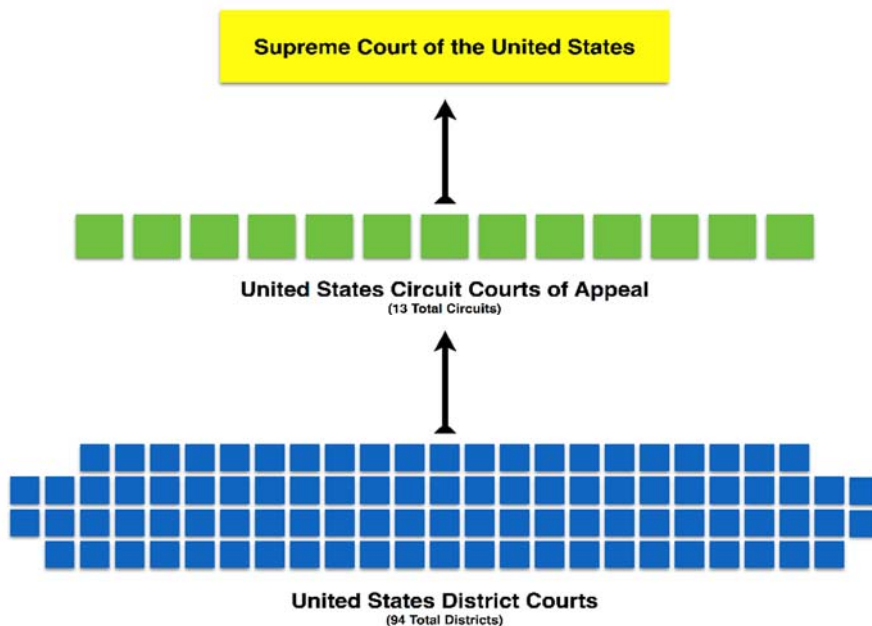 Supreme Court of the United States
United States Circuit Courts of Appeal
(13 Total Circuits)
United States District Courts
(94 Total Districts)